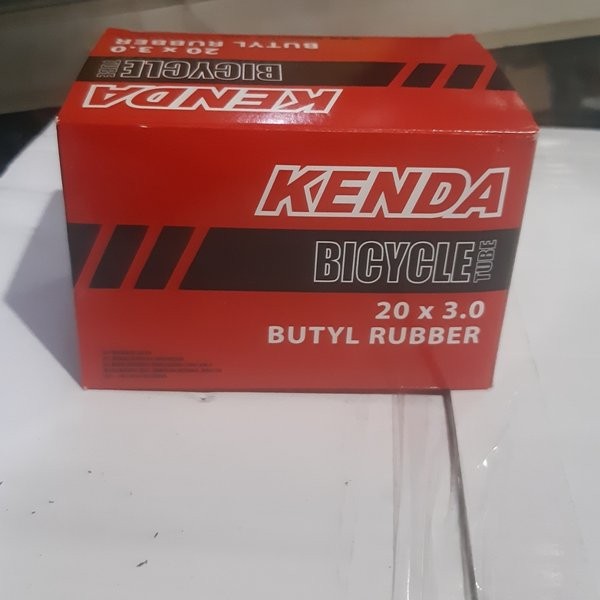 BUTYL RUBBER
20 x 3.0
BICYCLE TUBE
KENDA
KENDA
BICYCLE TUBE
20 x 3.0
BUTYL RUBBER